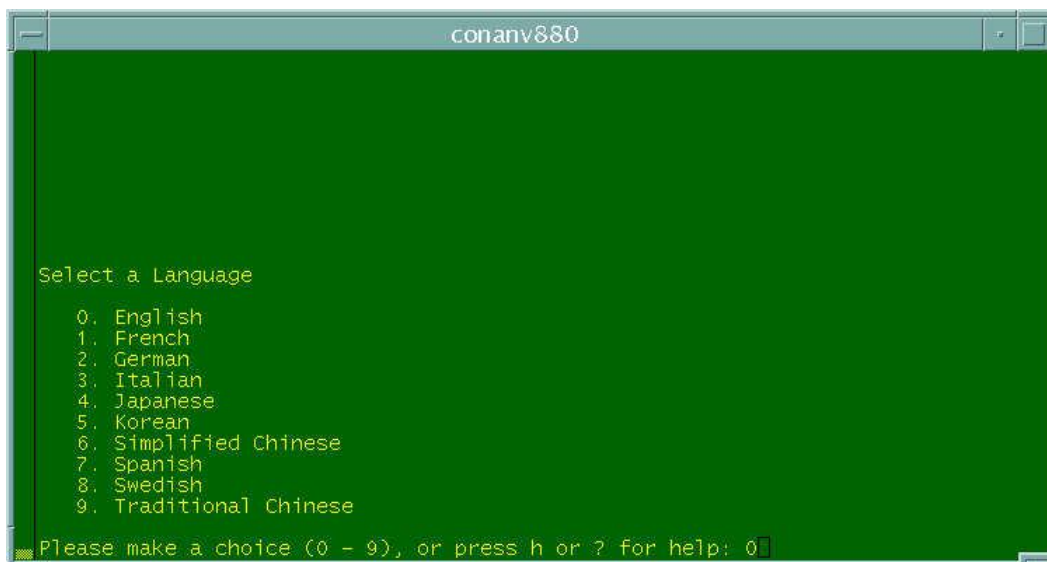 conanv880
Select a Language
0. English
1. French
2. German
3. Italian
4. Japanese
5. Korean
6. Simplified Chinese
7. Spanish
8. Swedish
9. Traditional Chinese
Please make a choice (0 - 9), or press h or ? for help: 0